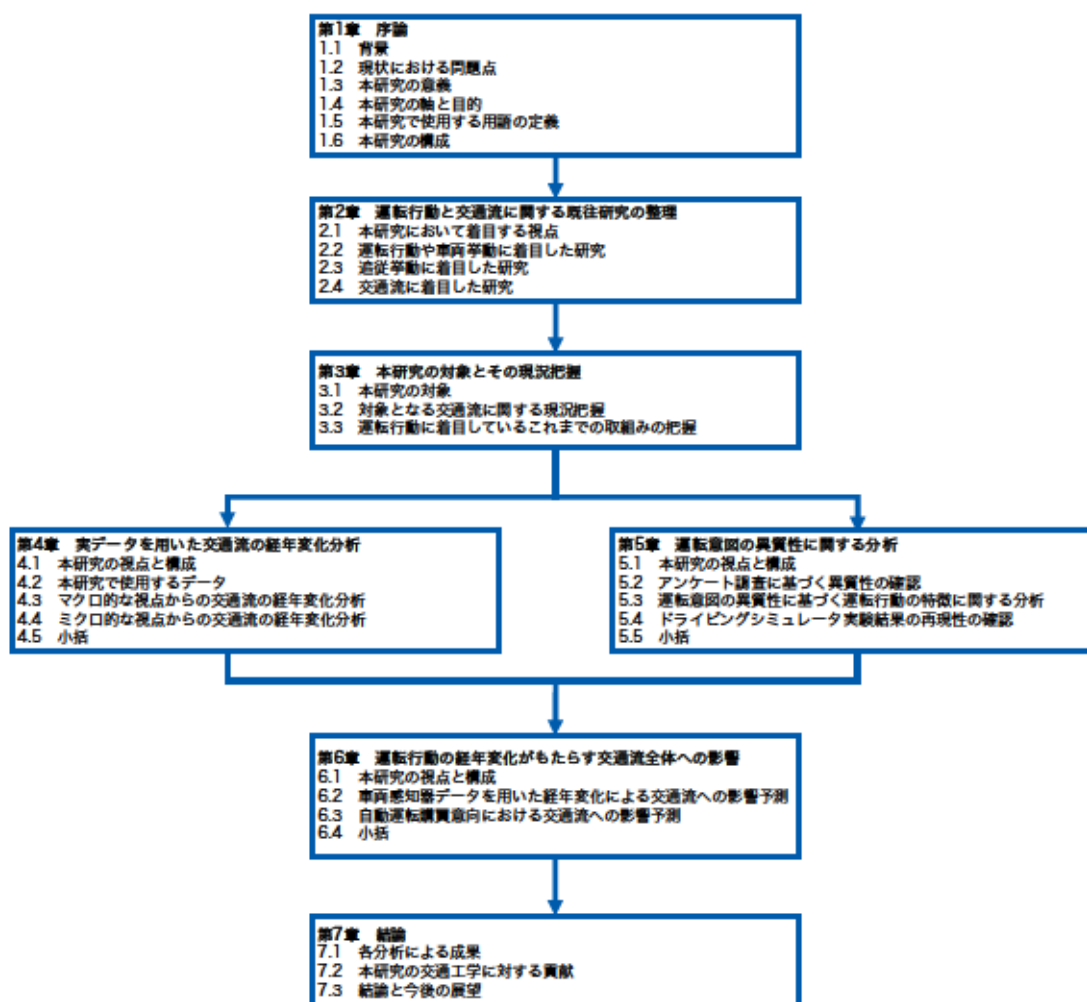 第1章 序論
1.1 背景
1.2 現状における問題点
1.3 本研究の意義
1.4 本研究の軸と目的
1.5 本研究で使用する用語の定義
1.6 本研究の構成
第2章 運転行動と交通流に関する既往研究の整理
2.1 本研究において着目する視点
2.2 運転行動や車両挙動に着目した研究
2.3 追従挙動に着目した研究
2.4 交通流に着目した研究
第3章 本研究の対象とその現況把握
3.1 本研究の対象
3.2 対象となる交通流に関する現況把握
3.3 運転行動に着目しているこれまでの取組みの把握
第4章 実データを用いた交通流の経年変化分析
4.1 本研究の視点と構成
4.2 本研究で使用するデータ
4.3 マクロ的な視点からの交通流の経年変化分析
4.4 ミクロ的な視点からの交通流の経年変化分析
4.5 小括
第5章 運転意図の異質性に関する分析
5.1 本研究の視点と構成
5.2 アンケート調査に基づく異質性の確認
5.3 運転意図の異質性に基づく運転行動の特徴に関する分析
5.4 ドライビングシミュレータ実験結果の再現性の確認
5.5 小括
第6章 運転行動の経年変化がもたらす交通流全体への影響
6.1 本研究の視点と構成
6.2 車両感知器データを用いた経年変化による交通流への影響予測
6.3 自動運転購買意向における交通流への影響予測
6.4 小括
第7章 結論
7.1 各分析による成果
7.2 本研究の交通工学に対する貢献
7.3 結論と今後の展望